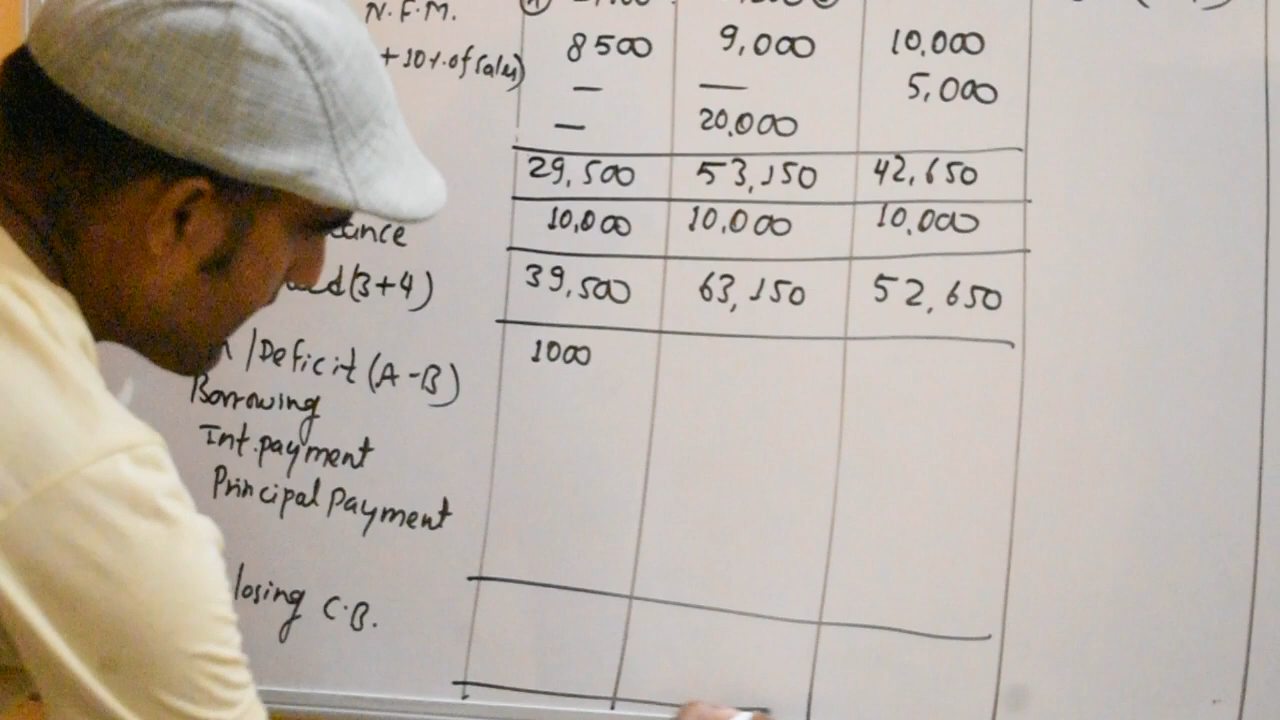 N.F.M.
+10%.of sales) 8500 9,000 10,000
— — 5,000
— 20,000
29,500 53,150 42,650
10,000 10,000 10,000
(3+4) 39,500 63,150 52,650
/Deficit (A-B) 1000
Borrowing
Int.payment
Principal Payment
losing C.B.